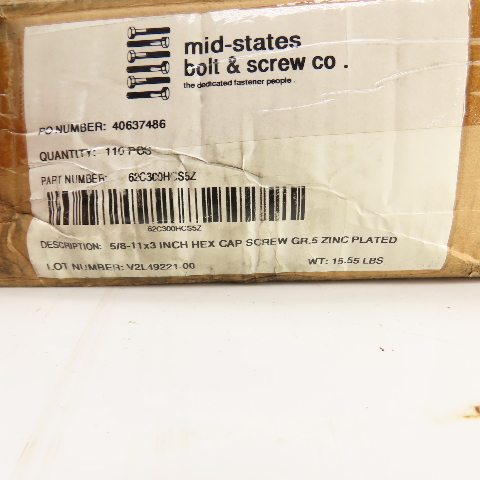 mid-states
bolt & screw co .
the dedicated fastener people .
PO NUMBER: 40637486
QUANTITY: 110 PCS
PART NUMBER: 62C300HCS5Z
62C300HCS5Z
DESCRIPTION: 5/8-11x3 INCH HEX CAP SCREW GR.5 ZINC PLATED
LOT NUMBER: V2L49221-00 WT: 15.55 LBS